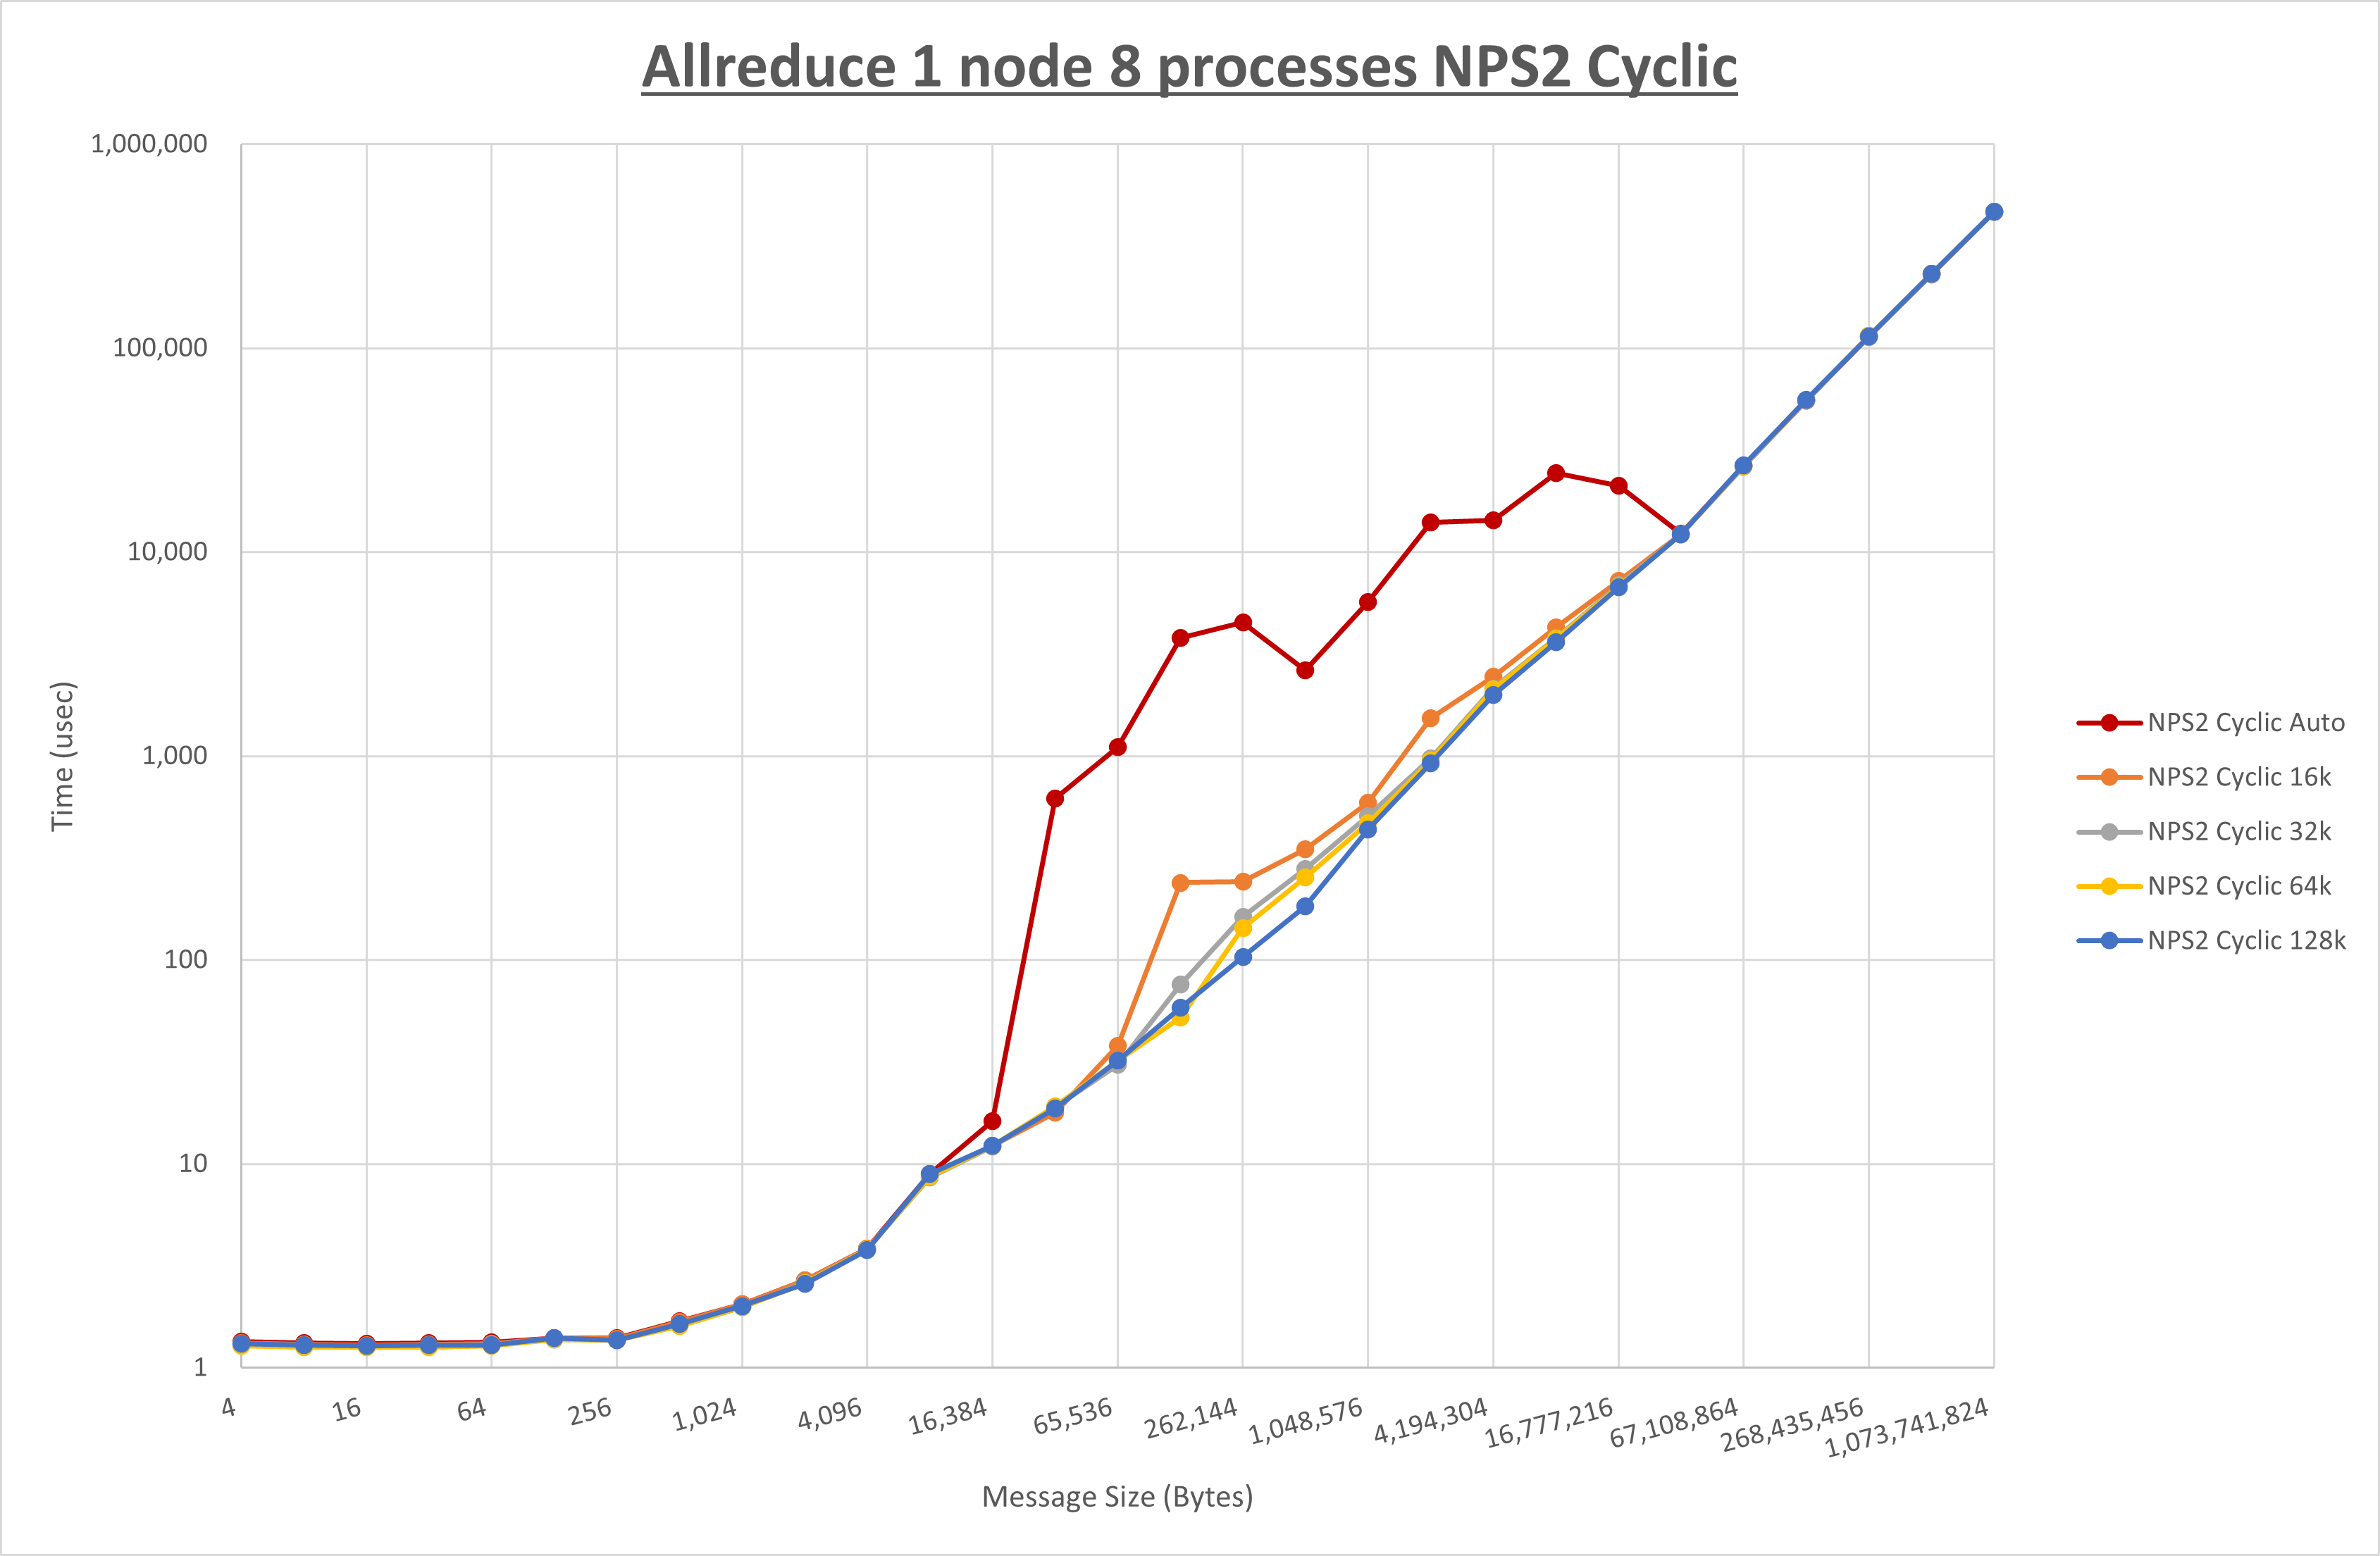 Allreduce 1 node 8 processes NPS2 Cyclic
1,000,000
100,000
10,000
1,000
100
10
1
Time (usec)
4
16
64
256
1,024
4,096
16,384
65,536
262,144
1,048,576
4,194,304
16,777,216
67,108,864
268,435,456
1,073,741,824
Message Size (Bytes)
NPS2 Cyclic Auto
NPS2 Cyclic 16k
NPS2 Cyclic 32k
NPS2 Cyclic 64k
NPS2 Cyclic 128k